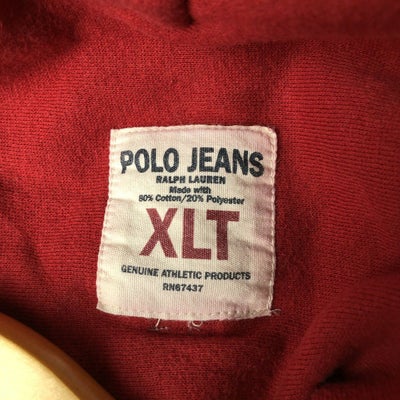 POLO JEANS
RALPH LAUREN
Made with
80% Cotton/20% Polyester
XLT
GENUINE ATHLETIC PRODUCTS
RN67437